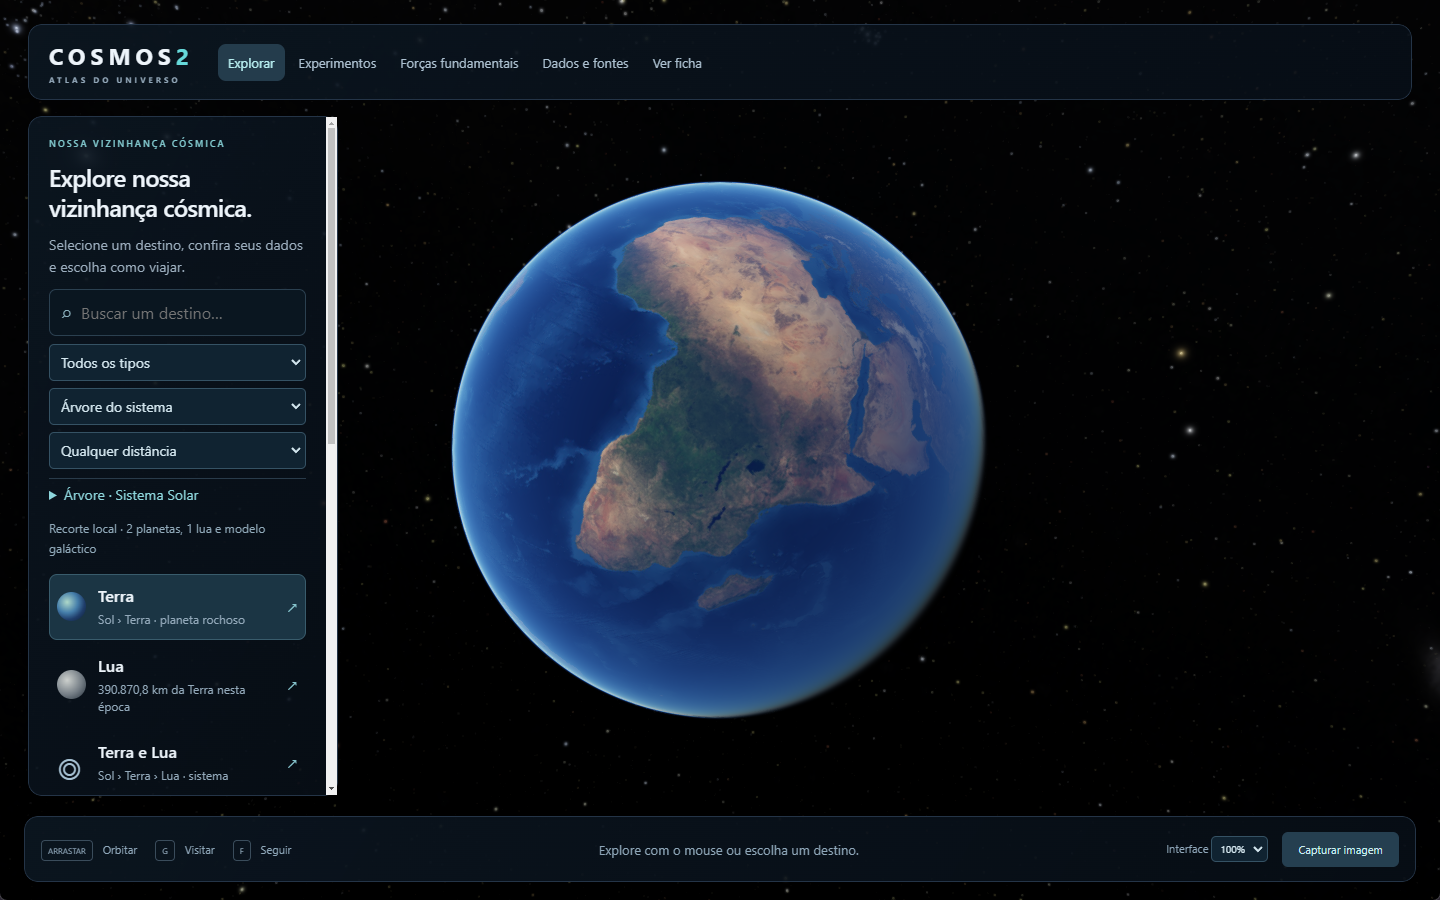 COSMOS2
ATLAS DO UNIVERSO
Explorar
Experimentos
Forças fundamentais
Dados e fontes
Ver ficha
NOSSA VIZINHANÇA CÓSMICA
Explore nossa
vizinhança cósmica.
Selecione um destino, confira seus dados
e escolha como viajar.
Buscar um destino...
Todos os tipos
Árvore do sistema
Qualquer distância
Árvore · Sistema Solar
Recorte local · 2 planetas, 1 lua e modelo
galáctico
Terra
Sol › Terra · planeta rochoso
Lua
390.870,8 km da Terra nesta
época
Terra e Lua
Sol › Terra › Lua · sistema
ARRASTAR Orbitar G Visitar F Seguir
Explore com o mouse ou escolha um destino.
Interface 100%
Capturar imagem